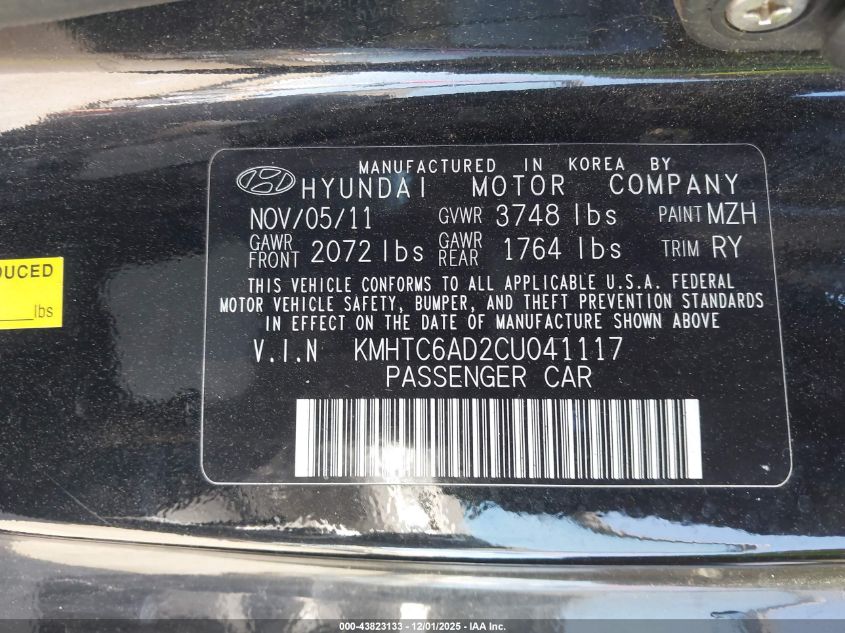 MANUFACTURED IN KOREA BY
HYUNDAI MOTOR COMPANY
NOV/05/11 GVWR 3748 lbs PAINT MZH
GAWR FRONT 2072 lbs GAWR REAR 1764 lbs TRIM RY
THIS VEHICLE CONFORMS TO ALL APPLICABLE U.S.A. FEDERAL
MOTOR VEHICLE SAFETY, BUMPER, AND THEFT PREVENTION STANDARDS
IN EFFECT ON THE DATE OF MANUFACTURE SHOWN ABOVE
V.I.N KMHTC6AD2CU041117
PASSENGER CAR
DUCED
lbs
000-43823133 - 12/01/2025 - IAA Inc.